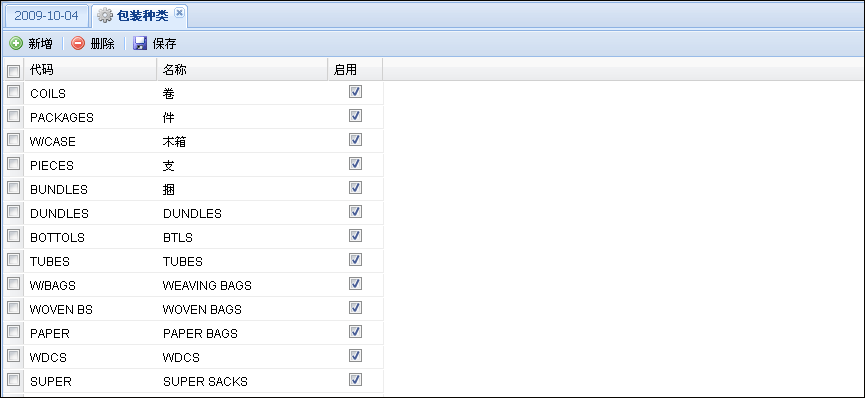 2009-10-04 包装种类
新增 删除 保存
代码 名称 启用
COILS 卷
PACKAGES 件
W/CASE 术箱
PIECES 支
BUNDLES 捆
DUNDLES DUNDLES
BOTTOLS BTLS
TUBES TUBES
W/BAGS WEAVING BAGS
WOVEN BS WOVEN BAGS
PAPER PAPER BAGS
WDCS WDCS
SUPER SUPER SACKS